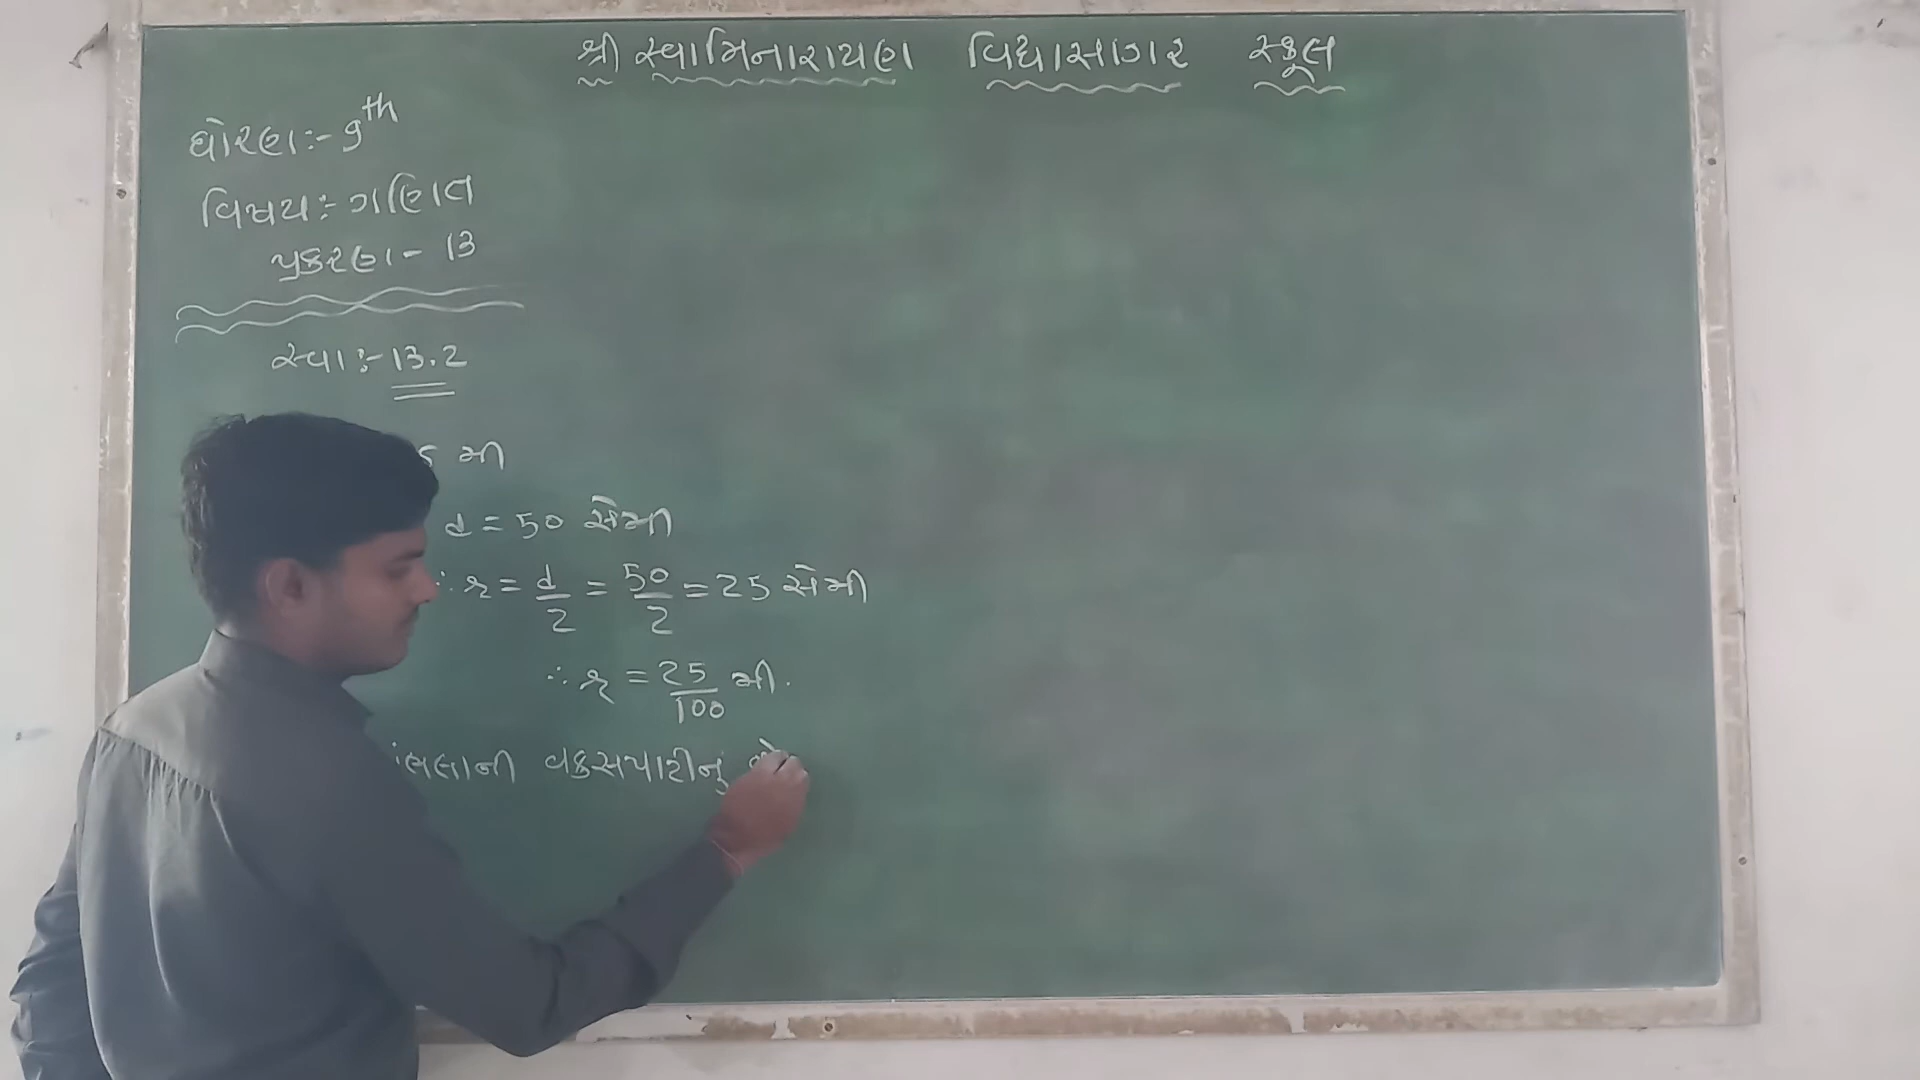 શ્રી સ્વામિનારાયણ વિદ્યાસાગર સ્કૂલ
ધોરણ:- 9th
વિષય:- ગણિત
પ્રકરણ- 13
સ્વા:- 13.2
મી
d = 50 સેમી
∴ r = d/2 = 50/2 = 25 સેમી
∴ r = 25/100 મી.
વક્રસપાટીનું